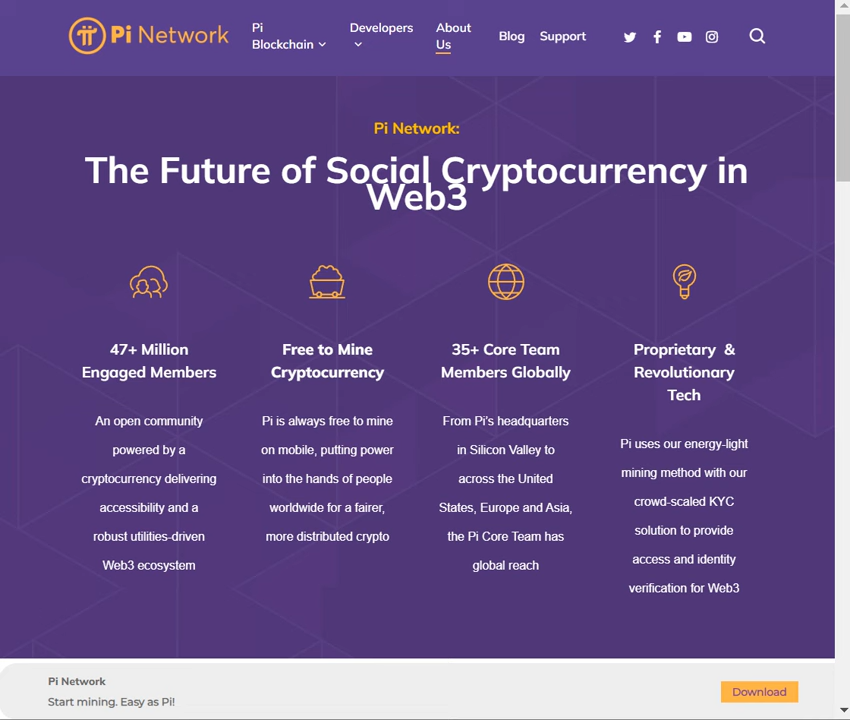 Pi Network
Pi
Blockchain
Developers
About
Us
Blog
Support
Pi Network:
The Future of Social Cryptocurrency in
Web3
47+ Million
Engaged Members
An open community
powered by a
cryptocurrency delivering
accessibility and a
robust utilities-driven
Web3 ecosystem
Free to Mine
Cryptocurrency
Pi is always free to mine
on mobile, putting power
into the hands of people
worldwide for a fairer,
more distributed crypto
35+ Core Team
Members Globally
From Pi's headquarters
in Silicon Valley to
across the United
States, Europe and Asia,
the Pi Core Team has
global reach
Proprietary &
Revolutionary
Tech
Pi uses our energy-light
mining method with our
crowd-scaled KYC
solution to provide
access and identity
verification for Web3
Pi Network
Start mining. Easy as Pi!
Download